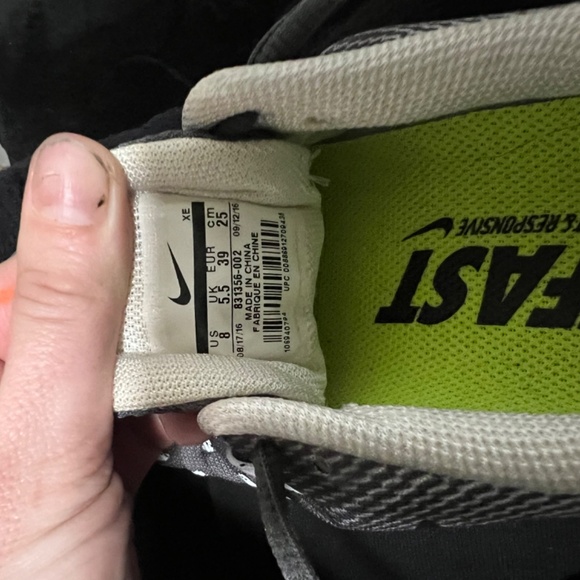 XE
US UK EUR cm
8 5.5 39 25
08/17/16 09/12/16
831356-002
MADE IN CHINA
FABRIQUE EN CHINE
FAST
& RESPONSIVE